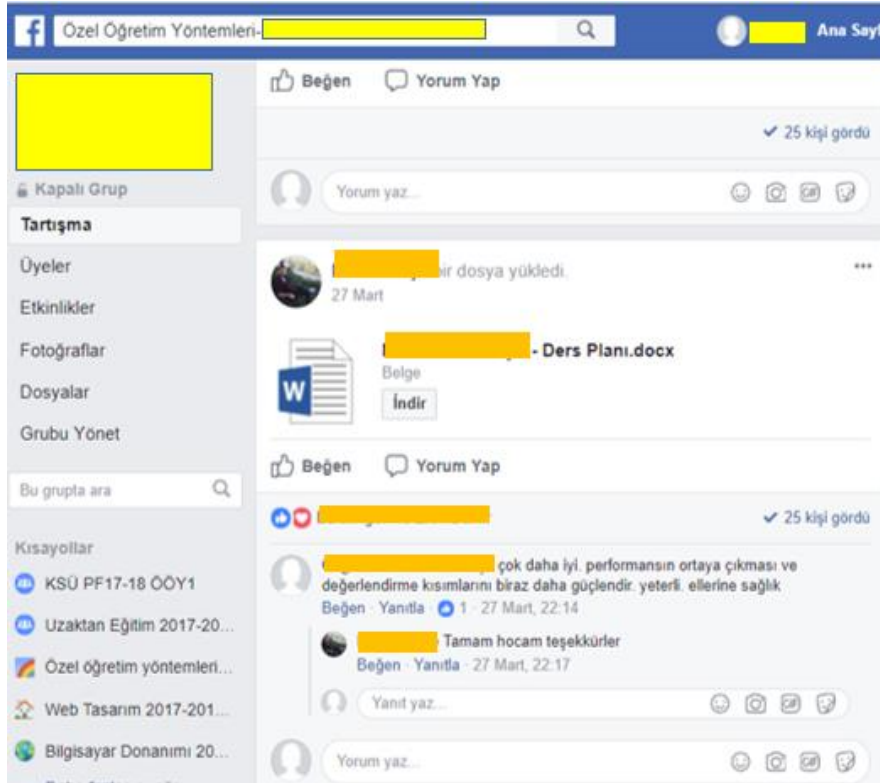 Özel Öğretim Yöntemleri-
Ana Sayf
Beğen Yorum Yap
25 kişi gördü
Kapalı Grup
Yorum yaz...
Tartışma
Üyeler
bir dosya yükledi.
27 Mart
Etkinlikler
Fotoğraflar
- Ders Planı.docx
Belge
Dosyalar
İndir
Grubu Yönet
Beğen Yorum Yap
Bu grupta ara
25 kişi gördü
Kısayollar
çok daha iyi. performansın ortaya çıkması ve
değerlendirme kısımlarını biraz daha güçlendir. yeterli. ellerine sağlık
KSÜ PF17-18 ÖÖY1
Beğen · Yanıtla · 1 · 27 Mart, 22:14
Uzaktan Eğitim 2017-20...
Tamam hocam teşekkürler
Beğen · Yanıtla · 27 Mart, 22:17
Özel öğretim yöntemleri...
Yanıt yaz...
Web Tasarım 2017-201...
Bilgisayar Donanımı 20...
Yorum yaz...